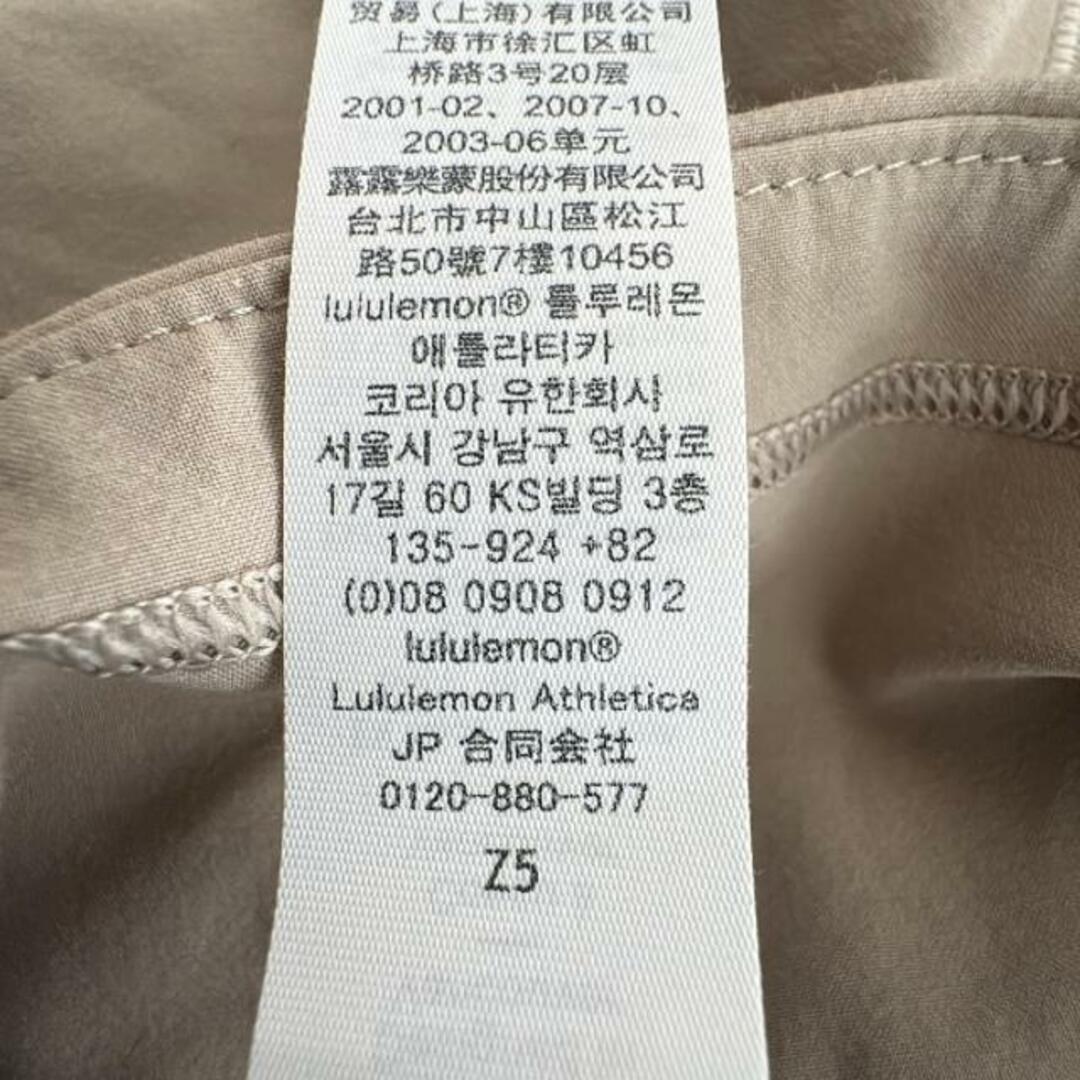 贸易(上海)有限公司
上海市徐汇区虹
桥路3号20层
2001-02、2007-10、
2003-06单元
露露樂蒙股份有限公司
台北市中山區松江
路50號7樓10456
lululemon® 룰루레몬
애틀라티카
코리아 유한회사
서울시 강남구 역삼로
17길 60 KS빌딩 3층
135-924 +82
(0)08 0908 0912
lululemon®
Lululemon Athletica
JP 合同会社
0120-880-577
Z5